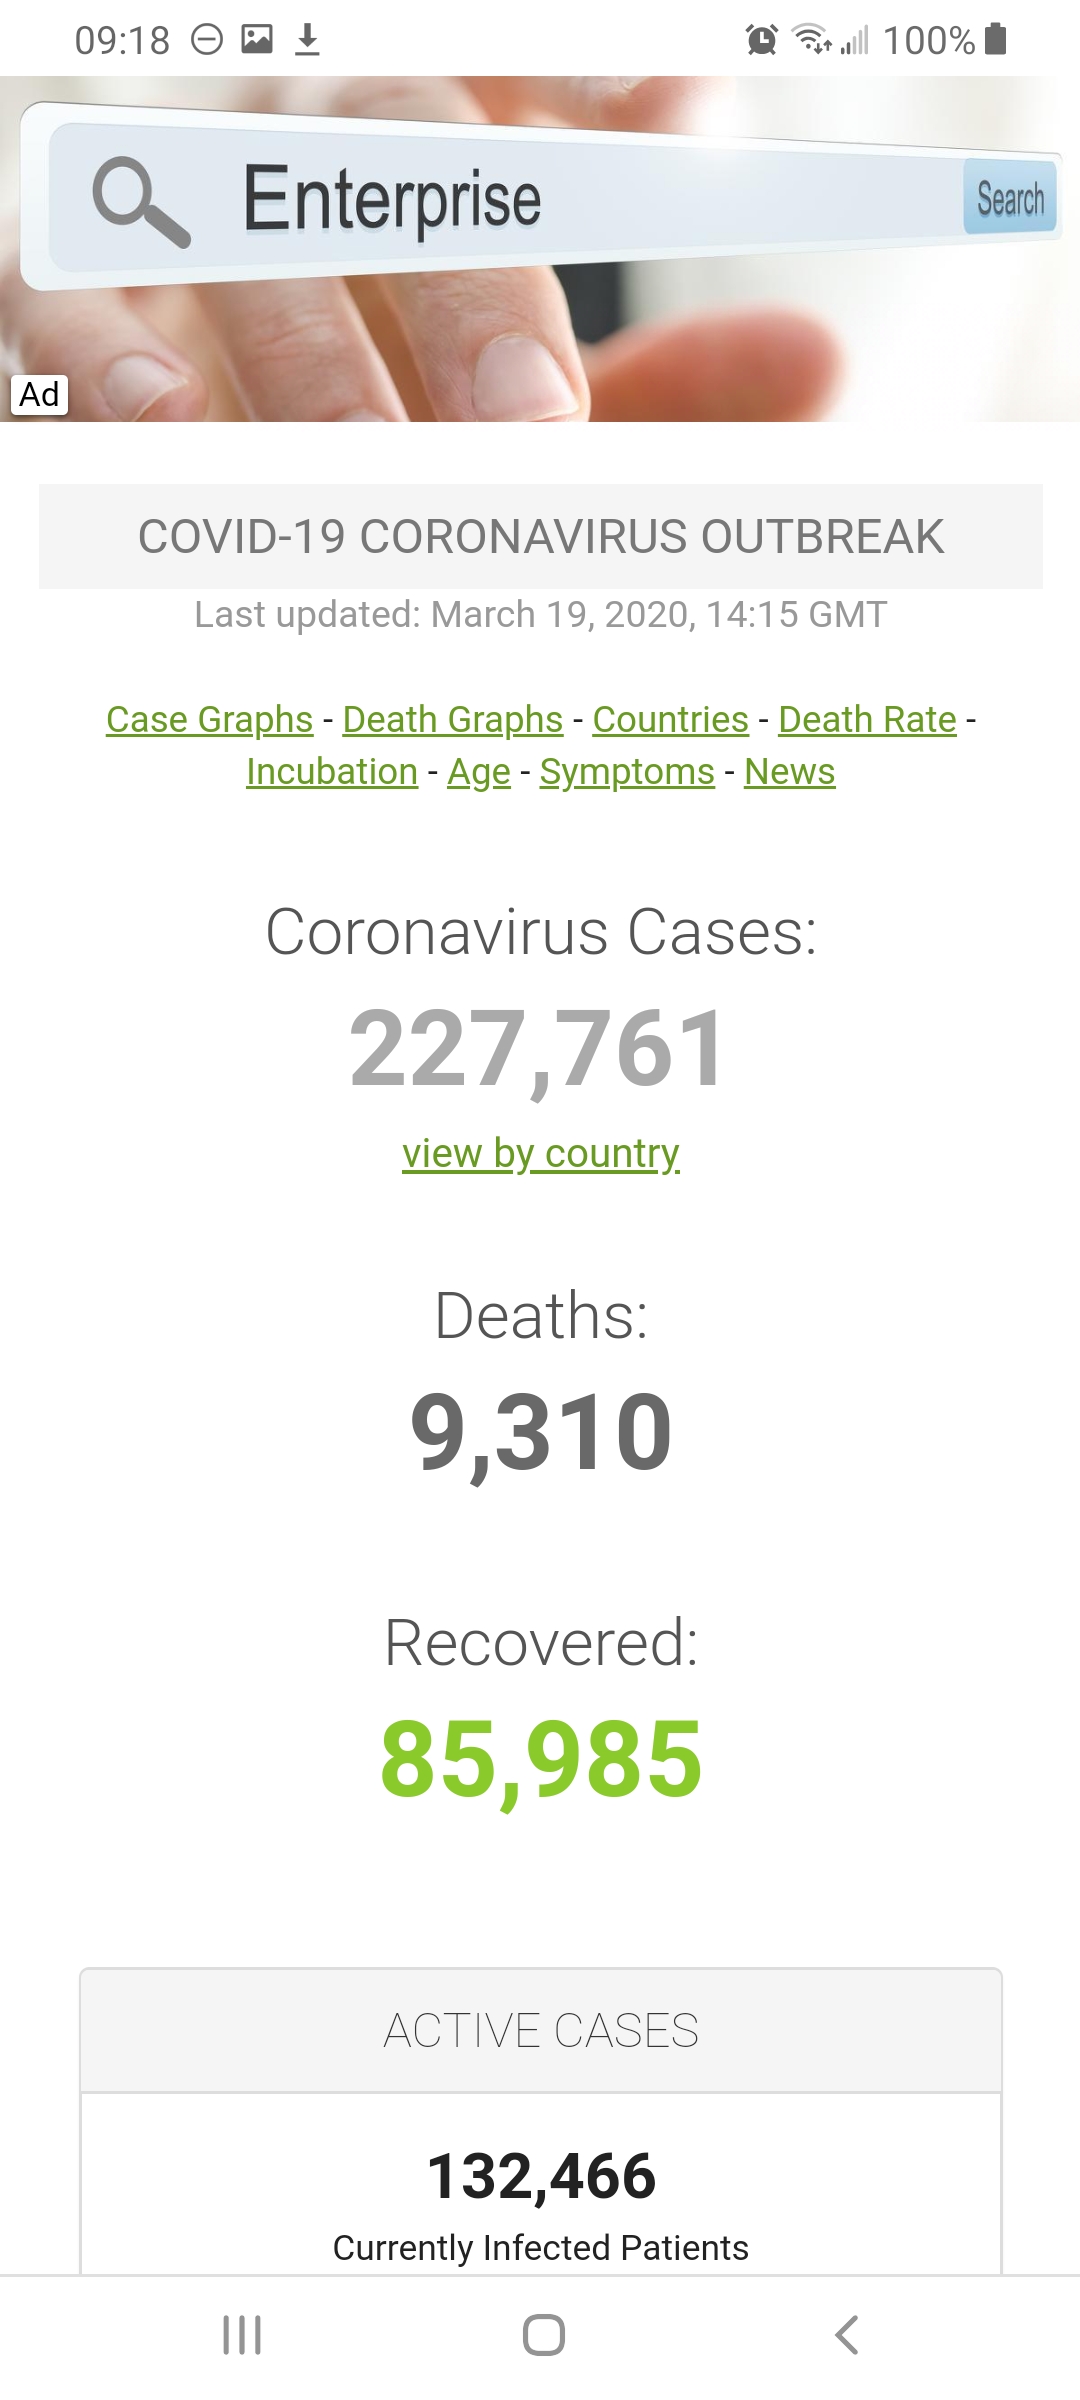 09:18 100%
Enterprise Search
Ad
COVID-19 CORONAVIRUS OUTBREAK
Last updated: March 19, 2020, 14:15 GMT
Case Graphs - Death Graphs - Countries - Death Rate -
Incubation - Age - Symptoms - News
Coronavirus Cases:
227,761
view by country
Deaths:
9,310
Recovered:
85,985
ACTIVE CASES
132,466
Currently Infected Patients